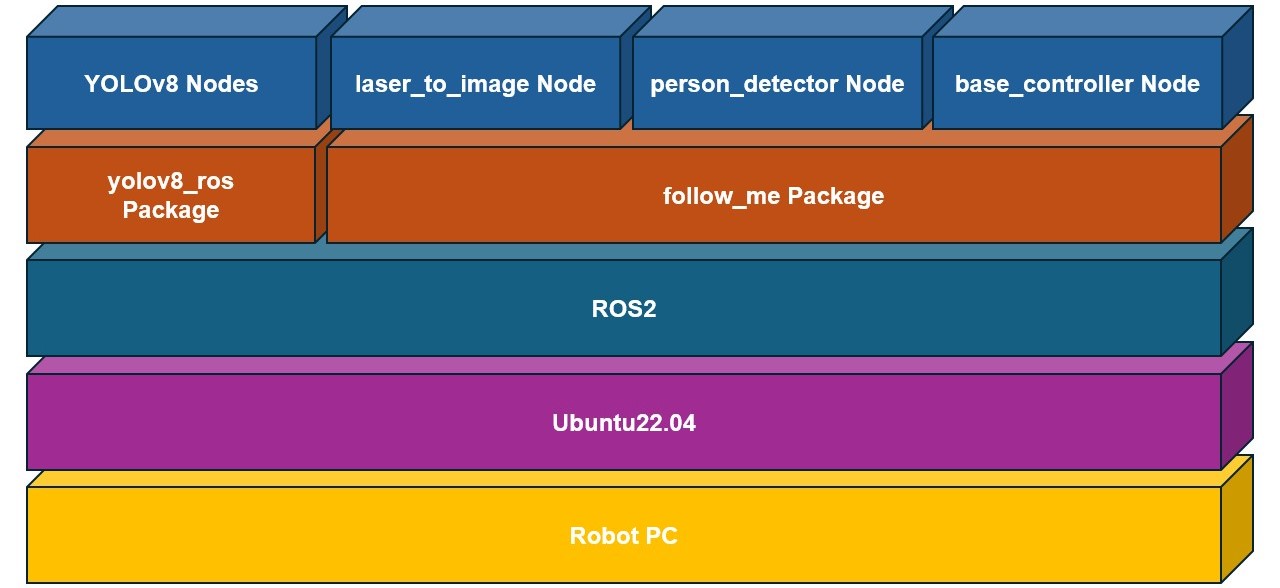 YOLOv8 Nodes
laser_to_image Node
person_detector Node
base_controller Node
yolov8_ros
Package
follow_me Package
ROS2
Ubuntu22.04
Robot PC